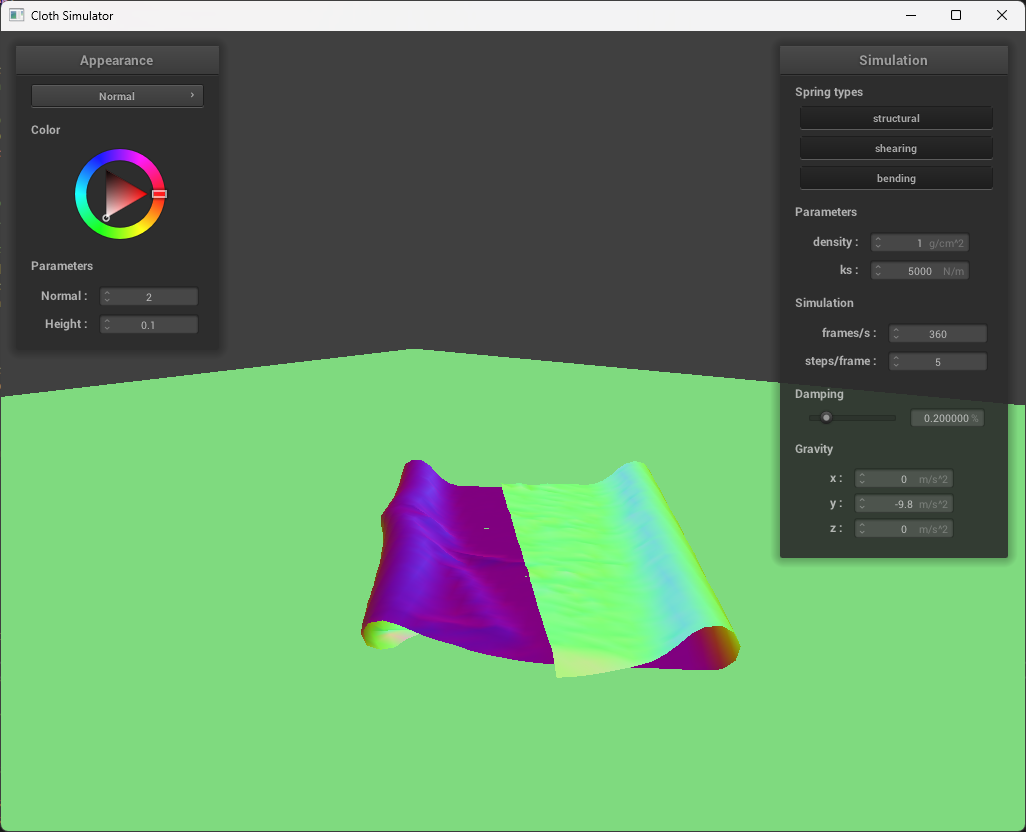 Cloth Simulator
Appearance
Normal
Color
Parameters
Normal :
2
Height :
0.1
Simulation
Spring types
structural
shearing
bending
Parameters
density :
1 g/cm^2
ks :
5000 N/m
Simulation
frames/s :
360
steps/frame :
5
Damping
0.200000 %
Gravity
x :
0 m/s^2
y :
-9.8 m/s^2
z :
0 m/s^2